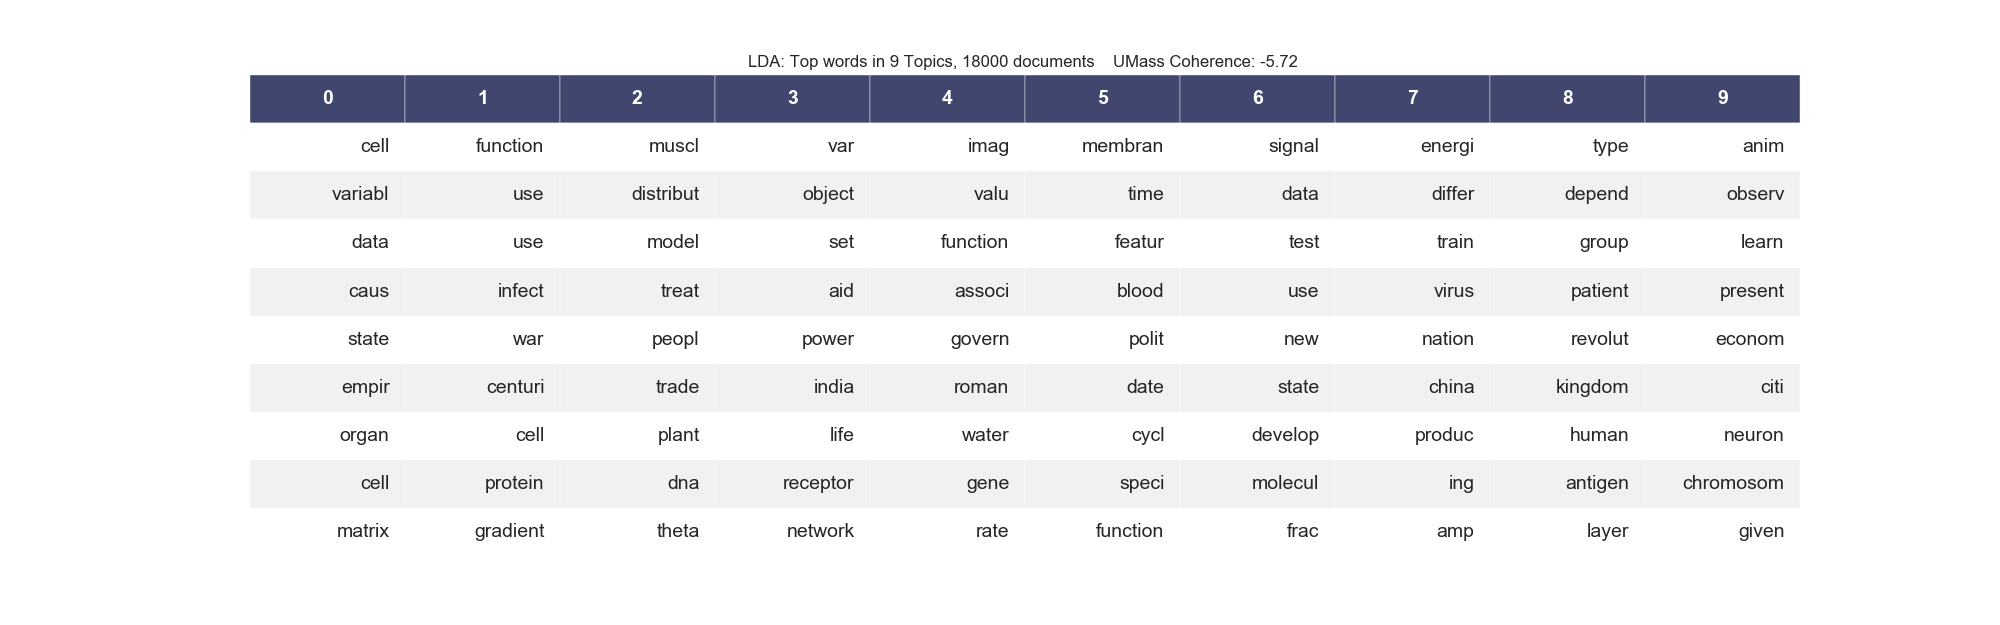 LDA: Top words in 9 Topics, 18000 documents    UMass Coherence: -5.72
0 1 2 3 4 5 6 7 8 9
cell function muscl var imag membran signal energi type anim
variabl use distribut object valu time data differ depend observ
data use model set function featur test train group learn
caus infect treat aid associ blood use virus patient present
state war peopl power govern polit new nation revolut econom
empir centuri trade india roman date state china kingdom citi
organ cell plant life water cycl develop produc human neuron
cell protein dna receptor gene speci molecul ing antigen chromosom
matrix gradient theta network rate function frac amp layer given